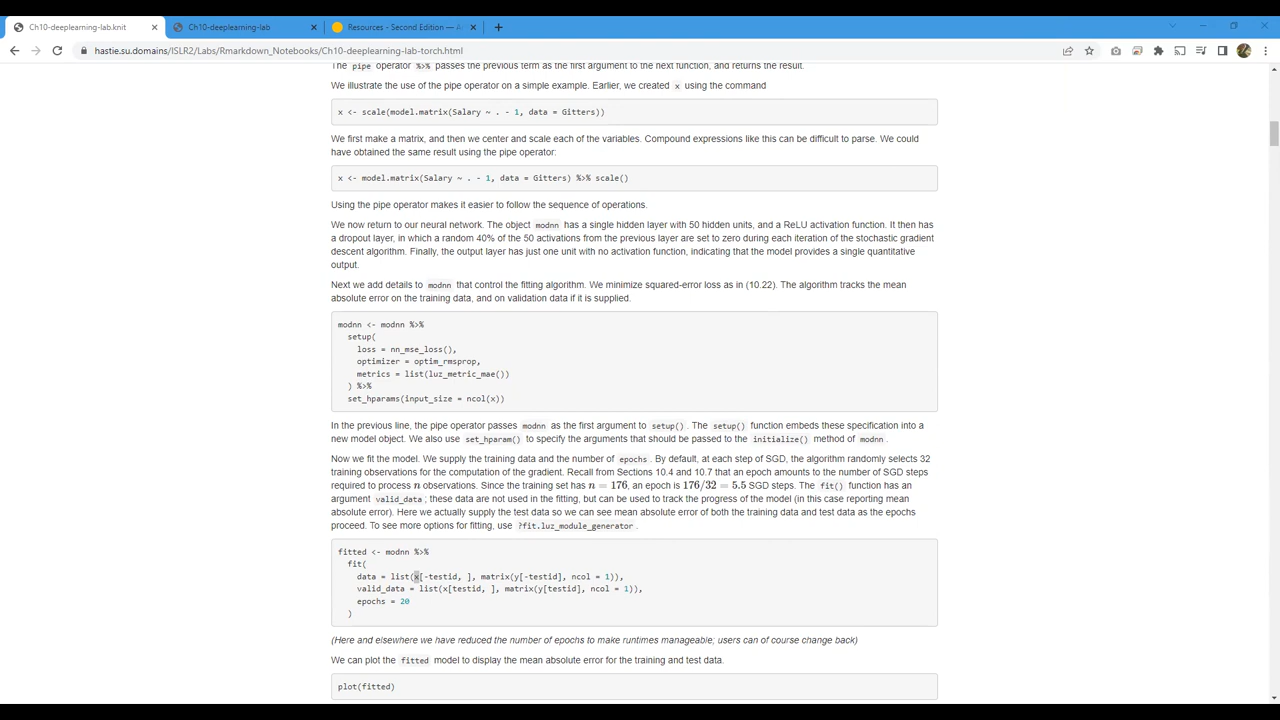 Ch10-deeplearning-lab.knit
Ch10-deeplearning-lab
Resources - Second Edition — A
hastie.su.domains/ISLR2/Labs/Rmarkdown_Notebooks/Ch10-deeplearning-lab-torch.html
The pipe operator %>% passes the previous term as the first argument to the next function, and returns the result.
We illustrate the use of the pipe operator on a simple example. Earlier, we created x using the command
x <- scale(model.matrix(Salary ~ . - 1, data = Gitters))
We first make a matrix, and then we center and scale each of the variables. Compound expressions like this can be difficult to parse. We could
have obtained the same result using the pipe operator:
x <- model.matrix(Salary ~ . - 1, data = Gitters) %>% scale()
Using the pipe operator makes it easier to follow the sequence of operations.
We now return to our neural network. The object modnn has a single hidden layer with 50 hidden units, and a ReLU activation function. It then has
a dropout layer, in which a random 40% of the 50 activations from the previous layer are set to zero during each iteration of the stochastic gradient
descent algorithm. Finally, the output layer has just one unit with no activation function, indicating that the model provides a single quantitative
output.
Next we add details to modnn that control the fitting algorithm. We minimize squared-error loss as in (10.22). The algorithm tracks the mean
absolute error on the training data, and on validation data if it is supplied.
modnn <- modnn %>%
setup(
loss = nn_mse_loss(),
optimizer = optim_rmsprop,
metrics = list(luz_metric_mae())
) %>%
set_hparams(input_size = ncol(x))
In the previous line, the pipe operator passes modnn as the first argument to setup() . The setup() function embeds these specification into a
new model object. We also use set_hparam() to specify the arguments that should be passed to the initialize() method of modnn .
Now we fit the model. We supply the training data and the number of epochs . By default, at each step of SGD, the algorithm randomly selects 32
training observations for the computation of the gradient. Recall from Sections 10.4 and 10.7 that an epoch amounts to the number of SGD steps
required to process n observations. Since the training set has n = 176, an epoch is 176/32 = 5.5 SGD steps. The fit() function has an
argument valid_data ; these data are not used in the fitting, but can be used to track the progress of the model (in this case reporting mean
absolute error). Here we actually supply the test data so we can see mean absolute error of both the training data and test data as the epochs
proceed. To see more options for fitting, use ?fit.luz_module_generator .
fitted <- modnn %>%
fit(
data = list(x[-testid, ], matrix(y[-testid], ncol = 1)),
valid_data = list(x[testid, ], matrix(y[testid], ncol = 1)),
epochs = 20
)
(Here and elsewhere we have reduced the number of epochs to make runtimes manageable; users can of course change back)
We can plot the fitted model to display the mean absolute error for the training and test data.
plot(fitted)